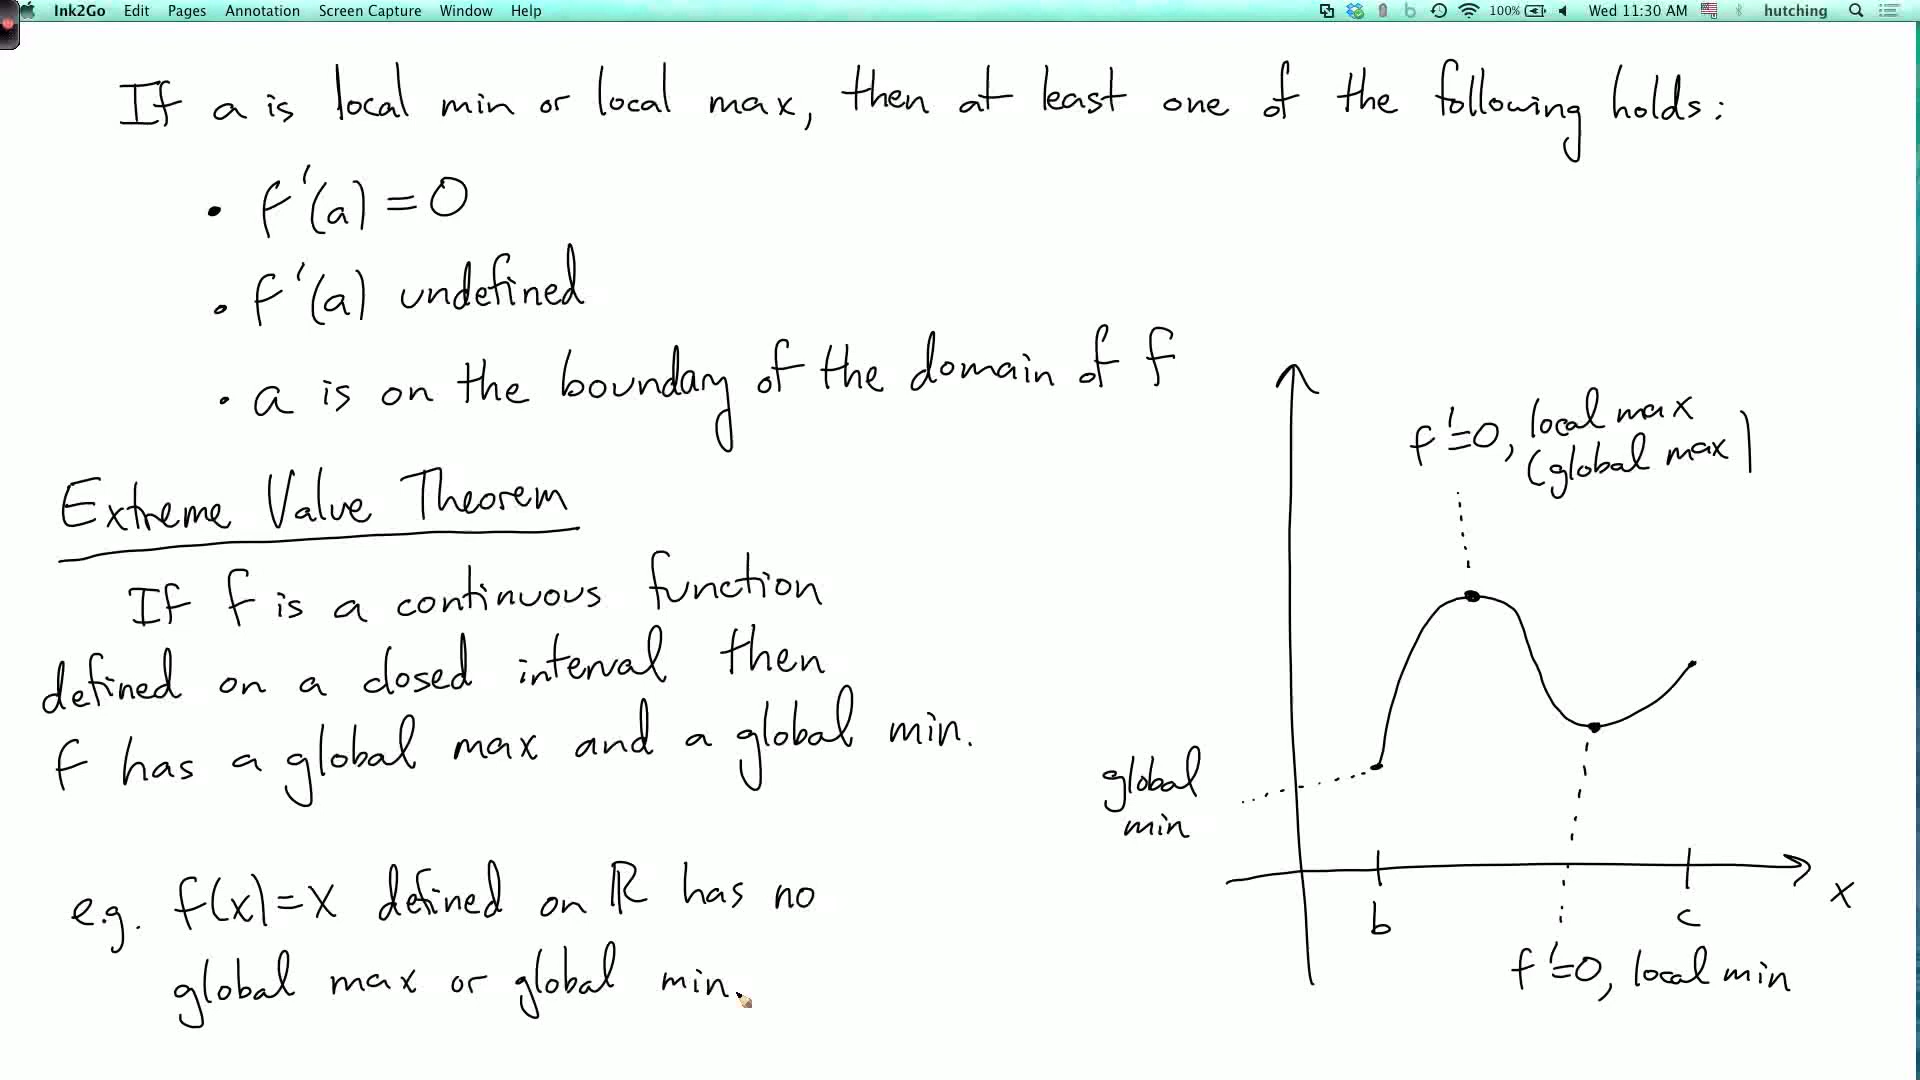 Ink2Go Edit Pages Annotation Screen Capture Window Help 100% Wed 11:30 AM hutching
If a is local min or local max, then at least one of the following holds:
• f'(a) = 0
• f'(a) undefined
• a is on the boundary of the domain of f
Extreme Value Theorem
If f is a continuous function
defined on a closed interval then
f has a global max and a global min.
e.g. f(x)=x defined on ℝ has no
global max or global min.
f'=0, local max
(global max)
global
min
b
c
x
f'=0, local min